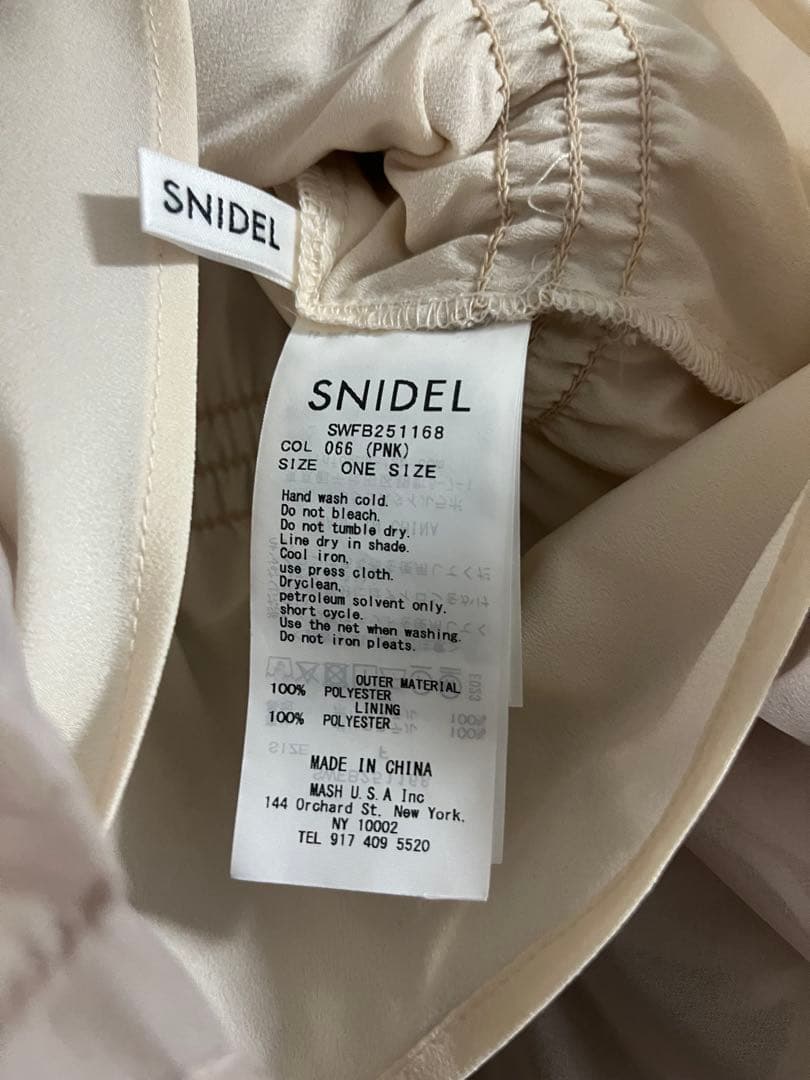 SNIDEL
SNIDEL
SWFB251168
COL 066 (PNK)
SIZE ONE SIZE
Hand wash cold.
Do not bleach.
Do not tumble dry.
Line dry in shade.
Cool iron,
use press cloth.
Dryclean,
petroleum solvent only.
short cycle.
Use the net when washing.
Do not iron pleats.
OUTER MATERIAL
100% POLYESTER
LINING
100% POLYESTER
MADE IN CHINA
MASH U.S.A Inc
144 Orchard St. New York.
NY 10002
TEL 917 409 5520